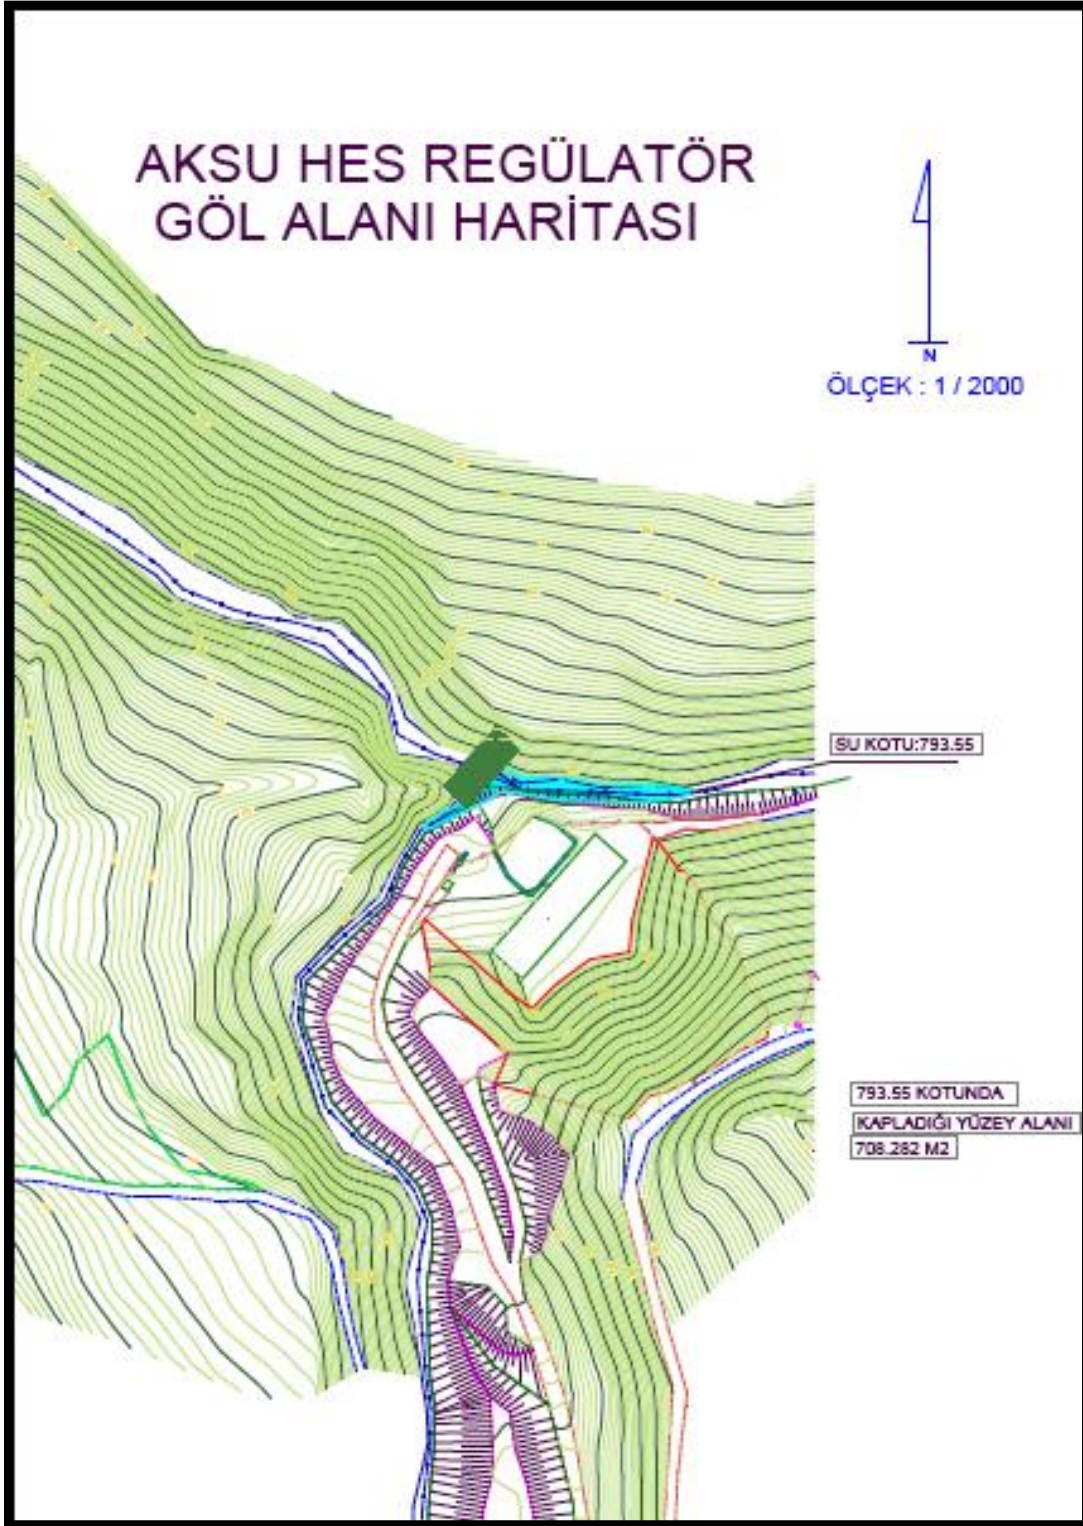 AKSU HES REGÜLATÖR
GÖL ALANI HARİTASI
N
ÖLÇEK : 1 / 2000
SU KOTU:793.55
793.55 KOTUNDA
KAPLADIĞI YÜZEY ALANI
708.282 M2